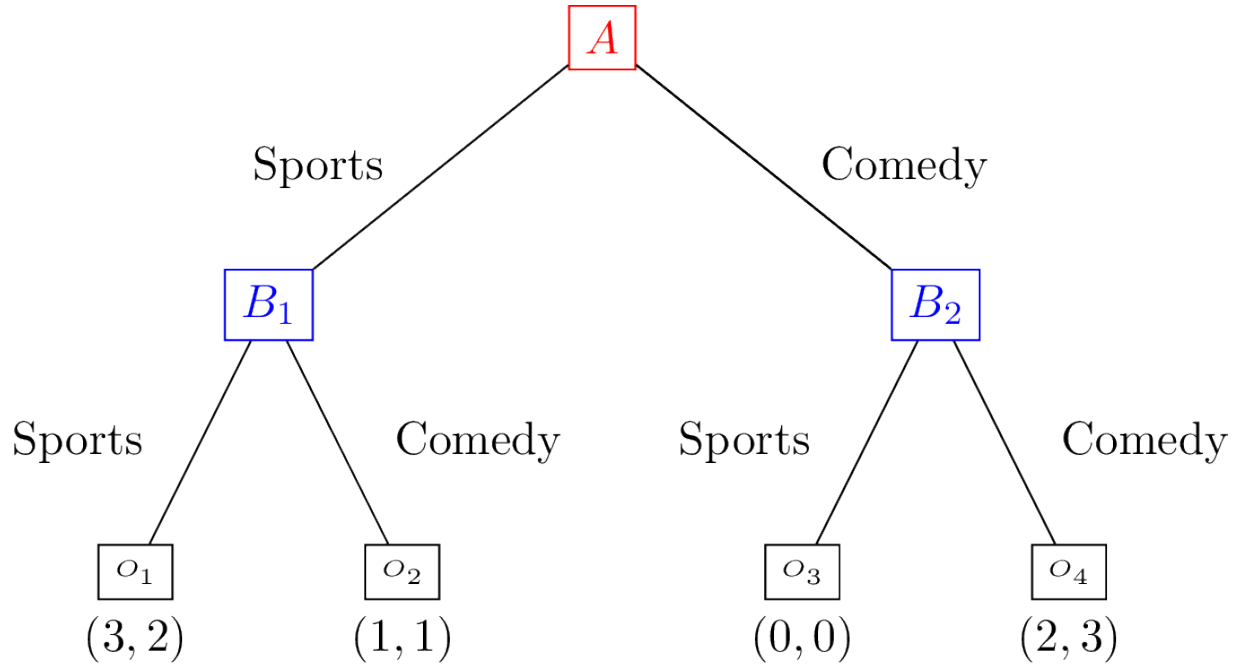 A
Sports Comedy
B₁ B₂
Sports Comedy Sports Comedy
o₁ o₂ o₃ o₄
(3, 2) (1, 1) (0, 0) (2, 3)